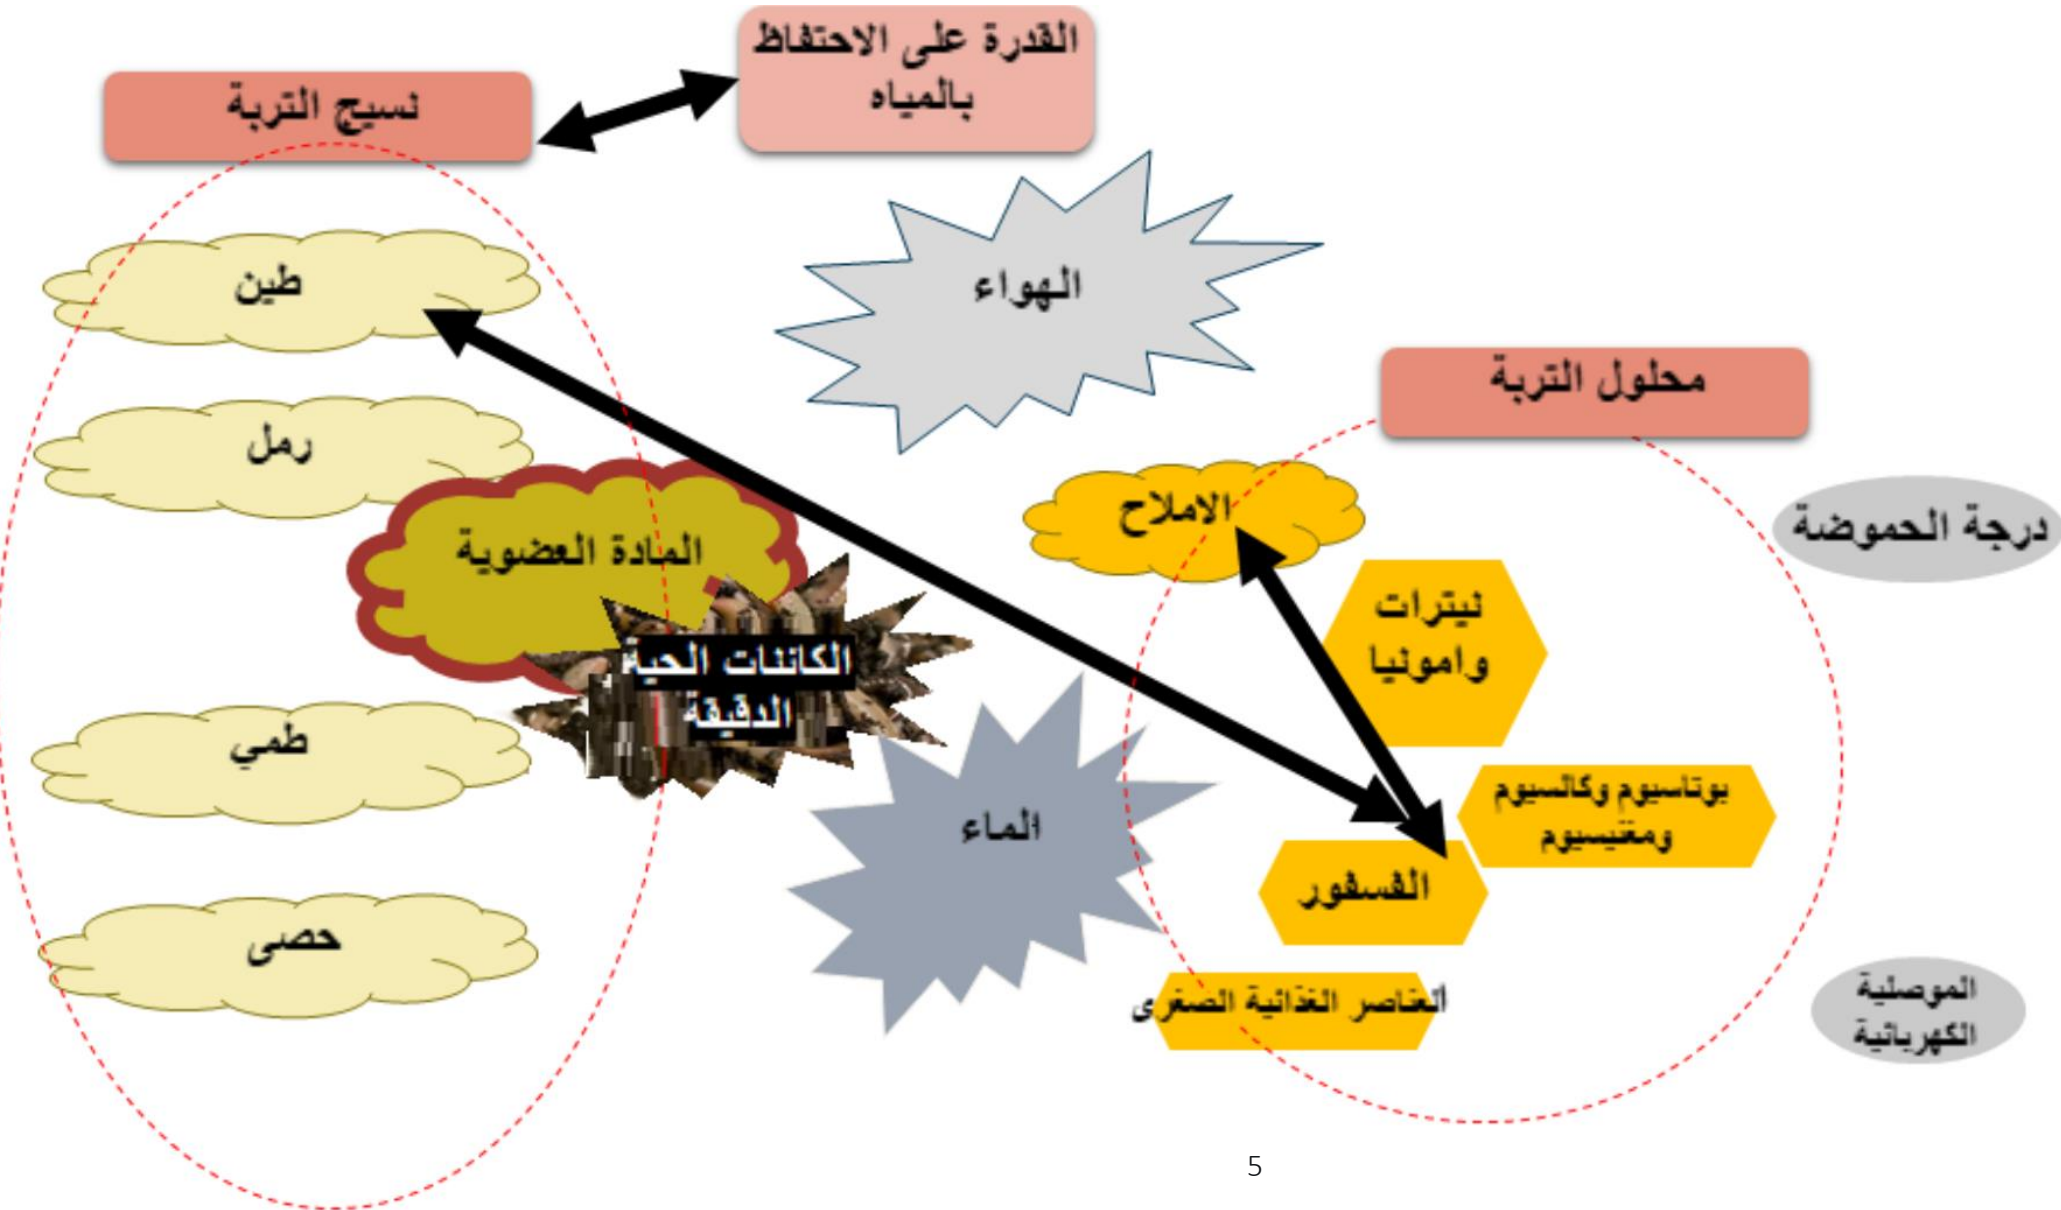 القدرة على الاحتفاظ
بالمياه
نسيج التربة
الهواء
طين
محلول التربة
رمل
الاملاح
درجة الحموضة
المادة العضوية
نيترات
وامونيا
الكائنات الحية
الدقيقة
طمي
بوتاسيوم وكالسيوم
ومغنيسيوم
الماء
الفسفور
حصى
العناصر الغذائية الصغرى
الموصلية
الكهربائية
5